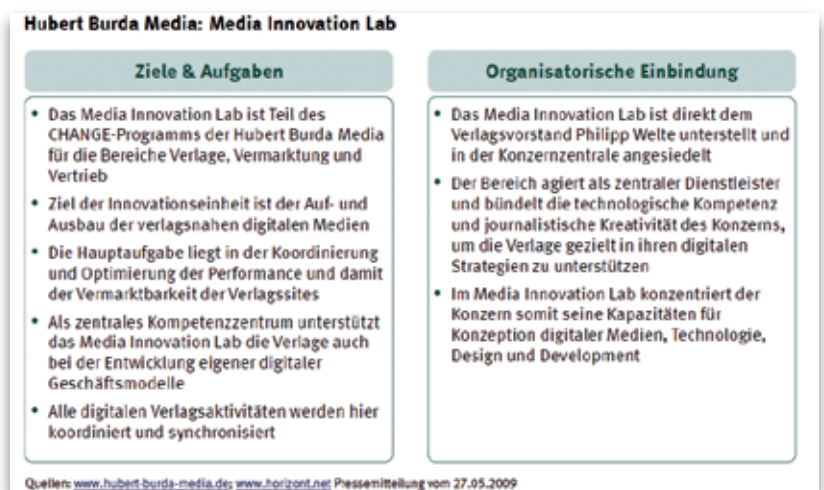 Hubert Burda Media: Media Innovation Lab
Ziele & Aufgaben
• Das Media Innovation Lab ist Teil des
CHANGE-Programms der Hubert Burda Media
für die Bereiche Verlage, Vermarktung und
Vertrieb
• Ziel der Innovationseinheit ist der Auf- und
Ausbau der verlagsnahen digitalen Medien
• Die Hauptaufgabe liegt in der Koordinierung
und Optimierung der Performance und damit
der Vermarktbarkeit der Verlagssites
• Als zentrales Kompetenzzentrum unterstützt
das Media Innovation Lab die Verlage auch
bei der Entwicklung eigener digitaler
Geschäftsmodelle
• Alle digitalen Verlagsaktivitäten werden hier
koordiniert und synchronisiert
Organisatorische Einbindung
• Das Media Innovation Lab ist direkt dem
Verlagsvorstand Philipp Welte unterstellt und
in der Konzernzentrale angesiedelt
• Der Bereich agiert als zentraler Dienstleister
und bündelt die technologische Kompetenz
und journalistische Kreativität des Konzerns,
um die Verlage gezielt in ihren digitalen
Strategien zu unterstützen
• Im Media Innovation Lab konzentriert der
Konzern somit seine Kapazitäten für
Konzeption digitaler Medien, Technologie,
Design und Development
Quellen: www.hubert-burda-media.de; www.horizont.net Pressemitteilung vom 27.05.2009